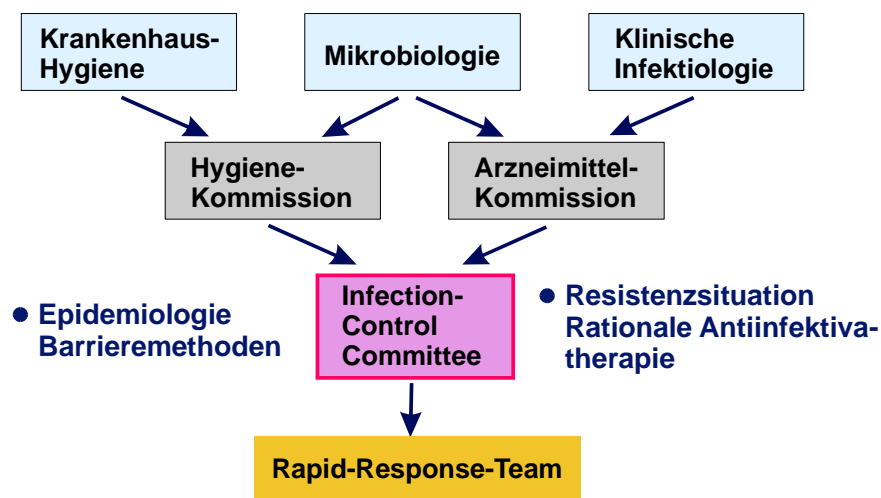 Krankenhaus-
Hygiene
Mikrobiologie
Klinische
Infektiologie
Hygiene-
Kommission
Arzneimittel-
Kommission
Infection-
Control
Committee
Epidemiologie
Barrieremethoden
Resistenzsituation
Rationale Antiinfektiva-
therapie
Rapid-Response-Team